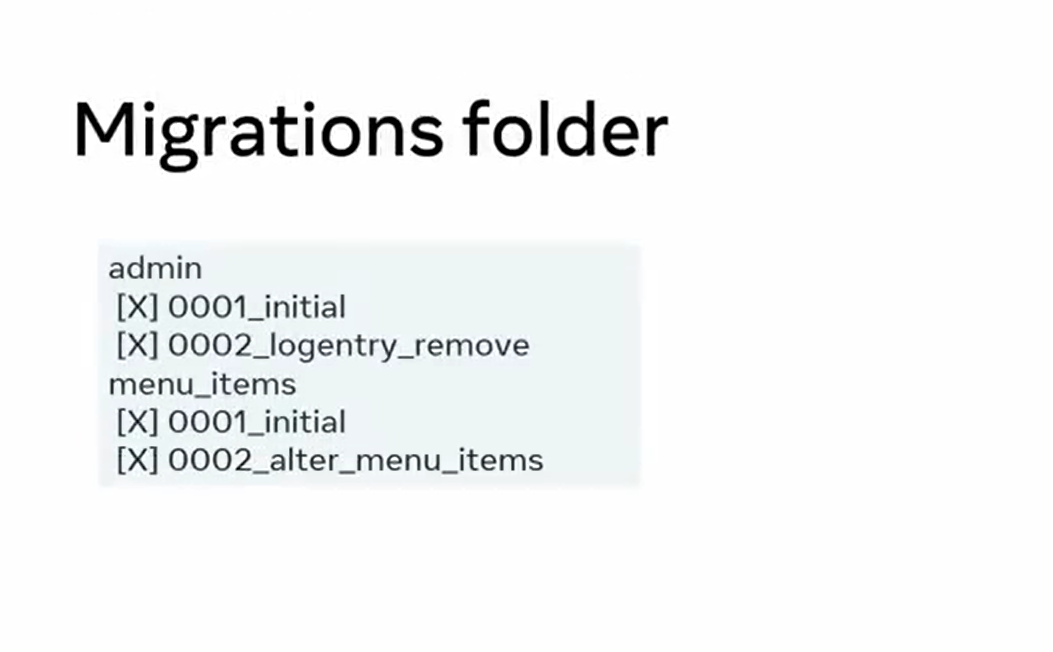 Migrations folder
admin
[X] 0001_initial
[X] 0002_logentry_remove
menu_items
[X] 0001_initial
[X] 0002_alter_menu_items